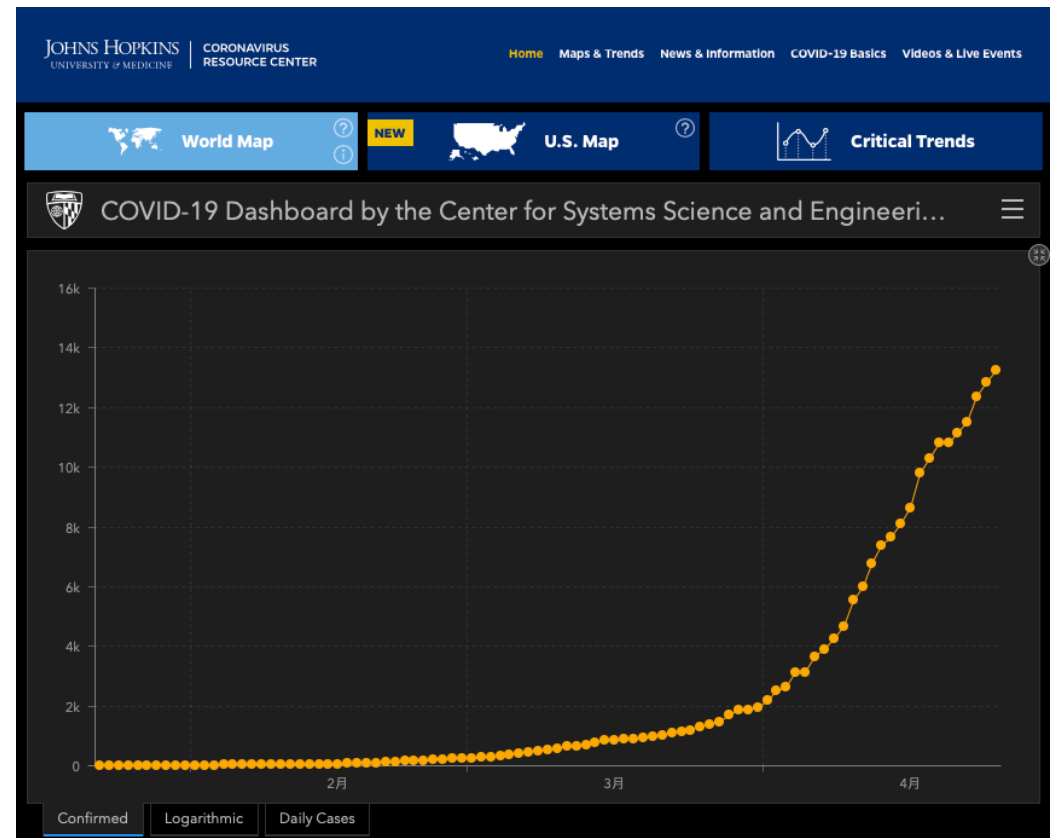 JOHNS HOPKINS
UNIVERSITY & MEDICINE
CORONAVIRUS
RESOURCE CENTER
Home Maps & Trends News & Information COVID-19 Basics Videos & Live Events
World Map
?
i
NEW
U.S. Map
?
Critical Trends
COVID-19 Dashboard by the Center for Systems Science and Engineeri...
16k
14k
12k
10k
8k
6k
4k
2k
0
2月 3月 4月
Confirmed Logarithmic Daily Cases